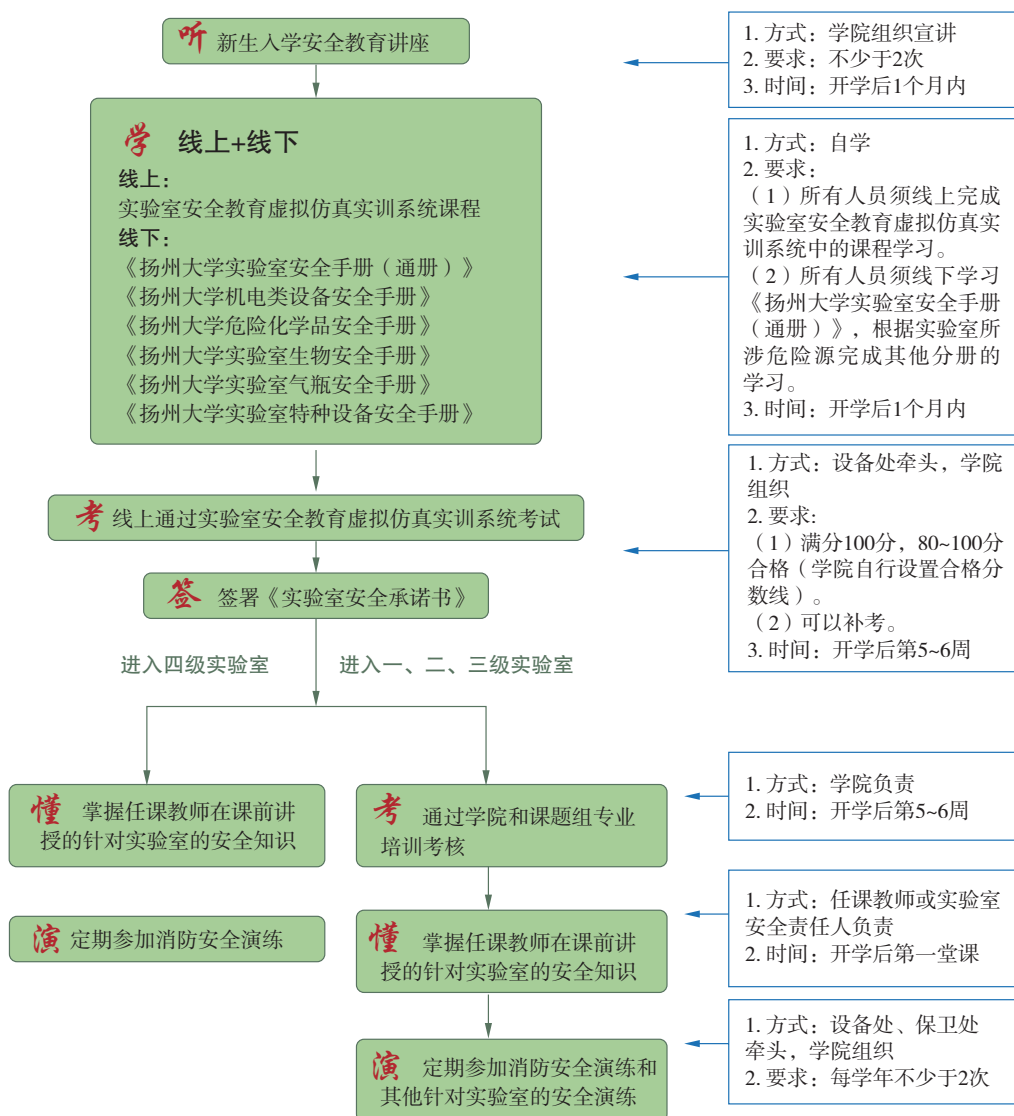 听 新生入学安全教育讲座
1. 方式：学院组织宣讲
2. 要求：不少于2次
3. 时间：开学后1个月内
学 线上+线下
线上：
实验室安全教育虚拟仿真实训系统课程
线下：
《扬州大学实验室安全手册（通册）》
《扬州大学机电类设备安全手册》
《扬州大学危险化学品安全手册》
《扬州大学实验室生物安全手册》
《扬州大学实验室气瓶安全手册》
《扬州大学实验室特种设备安全手册》
1. 方式：自学
2. 要求：
（1）所有人员须线上完成
实验室安全教育虚拟仿真实
训系统中的课程学习。
（2）所有人员须线下学习
《扬州大学实验室安全手册
（通册）》，根据实验室所
涉危险源完成其他分册的
学习。
3. 时间：开学后1个月内
考 线上通过实验室安全教育虚拟仿真实训系统考试
签 签署《实验室安全承诺书》
1. 方式：设备处牵头，学院
组织
2. 要求：
（1）满分100分，80~100分
合格（学院自行设置合格分
数线）。
（2）可以补考。
3. 时间：开学后第5~6周
进入四级实验室
进入一、二、三级实验室
懂 掌握任课教师在课前讲
授的针对实验室的安全知识
演 定期参加消防安全演练
考 通过学院和课题组专业
培训考核
1. 方式：学院负责
2. 时间：开学后第5~6周
懂 掌握任课教师在课前讲
授的针对实验室的安全知识
1. 方式：任课教师或实验室
安全责任人负责
2. 时间：开学后第一堂课
演 定期参加消防安全演练和
其他针对实验室的安全演练
1. 方式：设备处、保卫处
牵头，学院组织
2. 要求：每学年不少于2次